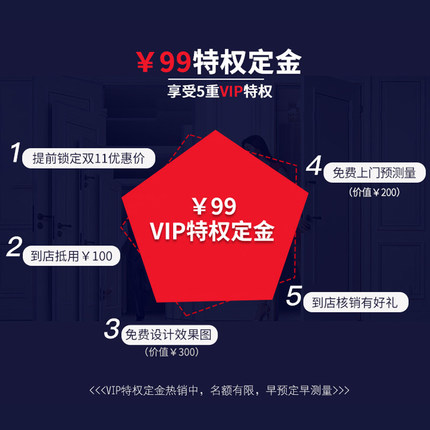 ￥99特权定金
享受5重VIP特权
1 提前锁定双11优惠价
4 免费上门预测量
(价值￥200)
￥99
VIP特权定金
2 到店抵用￥100
5 到店核销有好礼
3 免费设计效果图
(价值￥300)
<<<VIP特权定金热销中，名额有限，早预定早测量>>>